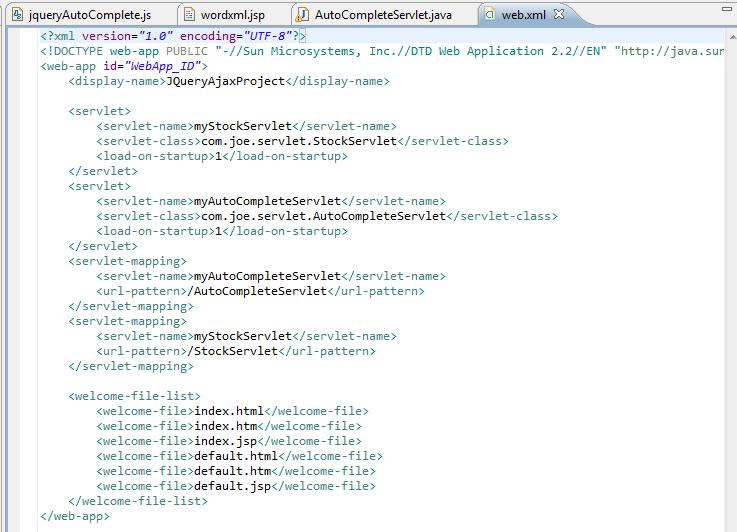 jqueryAutoComplete.js wordxml.jsp AutoCompleteServlet.java web.xml
<?xml version="1.0" encoding="UTF-8"?>
<!DOCTYPE web-app PUBLIC "-//Sun Microsystems, Inc.//DTD Web Application 2.2//EN" "http://java.sun
<web-app id="WebApp_ID">
<display-name>JQueryAjaxProject</display-name>
<servlet>
<servlet-name>myStockServlet</servlet-name>
<servlet-class>com.joe.servlet.StockServlet</servlet-class>
<load-on-startup>1</load-on-startup>
</servlet>
<servlet>
<servlet-name>myAutoCompleteServlet</servlet-name>
<servlet-class>com.joe.servlet.AutoCompleteServlet</servlet-class>
<load-on-startup>1</load-on-startup>
</servlet>
<servlet-mapping>
<servlet-name>myAutoCompleteServlet</servlet-name>
<url-pattern>/AutoCompleteServlet</url-pattern>
</servlet-mapping>
<servlet-mapping>
<servlet-name>myStockServlet</servlet-name>
<url-pattern>/StockServlet</url-pattern>
</servlet-mapping>
<welcome-file-list>
<welcome-file>index.html</welcome-file>
<welcome-file>index.htm</welcome-file>
<welcome-file>index.jsp</welcome-file>
<welcome-file>default.html</welcome-file>
<welcome-file>default.htm</welcome-file>
<welcome-file>default.jsp</welcome-file>
</welcome-file-list>
</web-app>